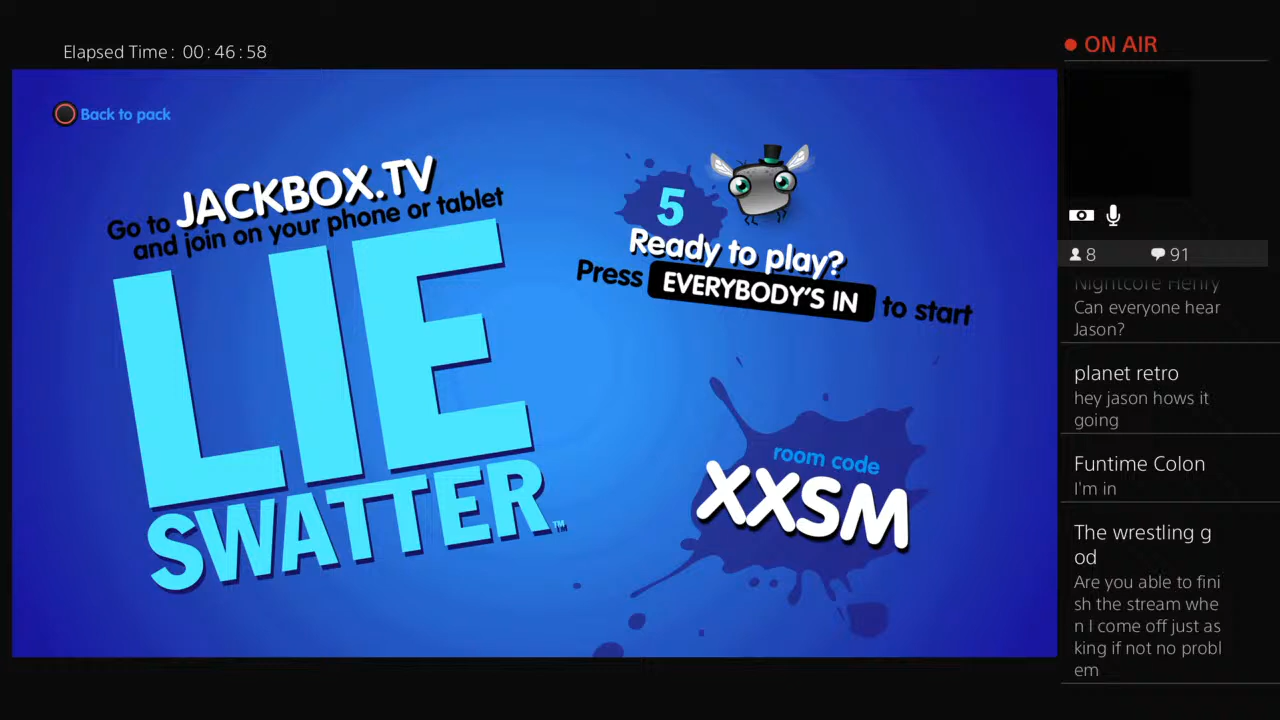 Elapsed Time: 00:46:58
ON AIR
Back to pack
Go to JACKBOX.TV
and join on your phone or tablet
LIE
SWATTER™
5
Ready to play?
Press EVERYBODY'S IN to start
room code
XXSM
8 91
Nightcore Henry
Can everyone hear
Jason?
planet retro
hey jason hows it
going
Funtime Colon
I'm in
The wrestling g
od
Are you able to fini
sh the stream whe
n I come off just as
king if not no probl
em